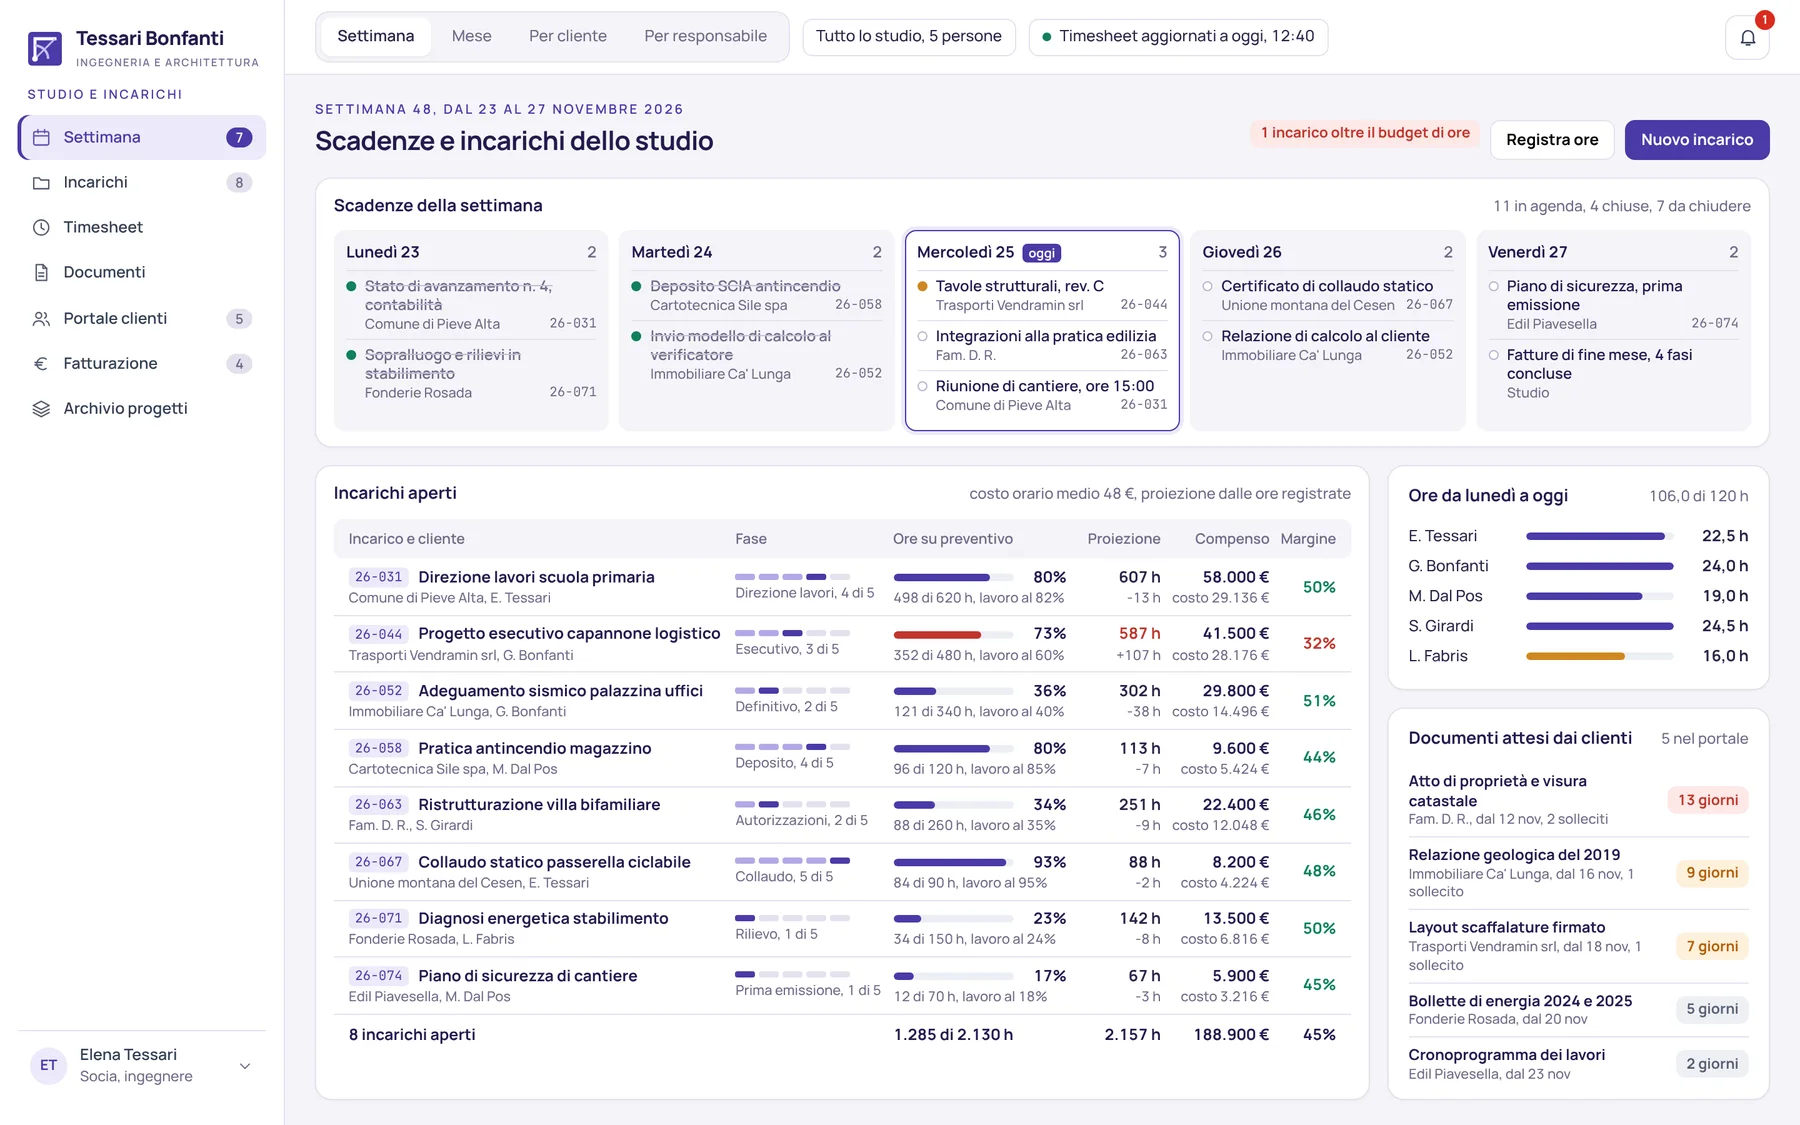 Tessari Bonfanti
INGEGNERIA E ARCHITETTURA
STUDIO E INCARICHI
Settimana 7
Incarichi 8
Timesheet
Documenti
Portale clienti 5
Fatturazione 4
Archivio progetti
ET
Elena Tessari
Socia, ingegnere
Settimana Mese Per cliente Per responsabile
Tutto lo studio, 5 persone
Timesheet aggiornati a oggi, 12:40
1
SETTIMANA 48, DAL 23 AL 27 NOVEMBRE 2026
Scadenze e incarichi dello studio
1 incarico oltre il budget di ore
Registra ore
Nuovo incarico
Scadenze della settimana
11 in agenda, 4 chiuse, 7 da chiudere
Lunedì 23 2
Stato di avanzamento n. 4,
contabilità
Comune di Pieve Alta 26-031
Sopralluogo e rilievi in
stabilimento
Fonderie Rosada 26-071
Martedì 24 2
Deposito SCIA antincendio
Cartotecnica Sile spa 26-058
Invio modello di calcolo al
verificatore
Immobiliare Ca' Lunga 26-052
Mercoledì 25 oggi 3
Tavole strutturali, rev. C
Trasporti Vendramin srl 26-044
Integrazioni alla pratica edilizia
Fam. D. R. 26-063
Riunione di cantiere, ore 15:00
Comune di Pieve Alta 26-031
Giovedì 26 2
Certificato di collaudo statico
Unione montana del Cesen 26-067
Relazione di calcolo al cliente
Immobiliare Ca' Lunga 26-052
Venerdì 27 2
Piano di sicurezza, prima
emissione
Edil Piavesella 26-074
Fatture di fine mese, 4 fasi
concluse
Studio
Incarichi aperti
costo orario medio 48 €, proiezione dalle ore registrate
Incarico e cliente Fase Ore su preventivo Proiezione Compenso Margine
26-031 Direzione lavori scuola primaria 80% 607 h 58.000 € 50%
Comune di Pieve Alta, E. Tessari Direzione lavori, 4 di 5 498 di 620 h, lavoro al 82% -13 h costo 29.136 €
26-044 Progetto esecutivo capannone logistico 73% 587 h 41.500 € 32%
Trasporti Vendramin srl, G. Bonfanti Esecutivo, 3 di 5 352 di 480 h, lavoro al 60% +107 h costo 28.176 €
26-052 Adeguamento sismico palazzina uffici 36% 302 h 29.800 € 51%
Immobiliare Ca' Lunga, G. Bonfanti Definitivo, 2 di 5 121 di 340 h, lavoro al 40% -38 h costo 14.496 €
26-058 Pratica antincendio magazzino 80% 113 h 9.600 € 44%
Cartotecnica Sile spa, M. Dal Pos Deposito, 4 di 5 96 di 120 h, lavoro al 85% -7 h costo 5.424 €
26-063 Ristrutturazione villa bifamiliare 34% 251 h 22.400 € 46%
Fam. D. R., S. Girardi Autorizzazioni, 2 di 5 88 di 260 h, lavoro al 35% -9 h costo 12.048 €
26-067 Collaudo statico passerella ciclabile 93% 88 h 8.200 € 48%
Unione montana del Cesen, E. Tessari Collaudo, 5 di 5 84 di 90 h, lavoro al 95% -2 h costo 4.224 €
26-071 Diagnosi energetica stabilimento 23% 142 h 13.500 € 50%
Fonderie Rosada, L. Fabris Rilievo, 1 di 5 34 di 150 h, lavoro al 24% -8 h costo 6.816 €
26-074 Piano di sicurezza di cantiere 17% 67 h 5.900 € 45%
Edil Piavesella, M. Dal Pos Prima emissione, 1 di 5 12 di 70 h, lavoro al 18% -3 h costo 3.216 €
8 incarichi aperti 1.285 di 2.130 h 2.157 h 188.900 € 45%
Ore da lunedì a oggi 106,0 di 120 h
E. Tessari 22,5 h
G. Bonfanti 24,0 h
M. Dal Pos 19,0 h
S. Girardi 24,5 h
L. Fabris 16,0 h
Documenti attesi dai clienti 5 nel portale
Atto di proprietà e visura
catastale
Fam. D. R., dal 12 nov, 2 solleciti
13 giorni
Relazione geologica del 2019
Immobiliare Ca' Lunga, dal 16 nov, 1
sollecito
9 giorni
Layout scaffalature firmato
Trasporti Vendramin srl, dal 18 nov, 1
sollecito
7 giorni
Bollette di energia 2024 e 2025
Fonderie Rosada, dal 20 nov
5 giorni
Cronoprogramma dei lavori
Edil Piavesella, dal 23 nov
2 giorni